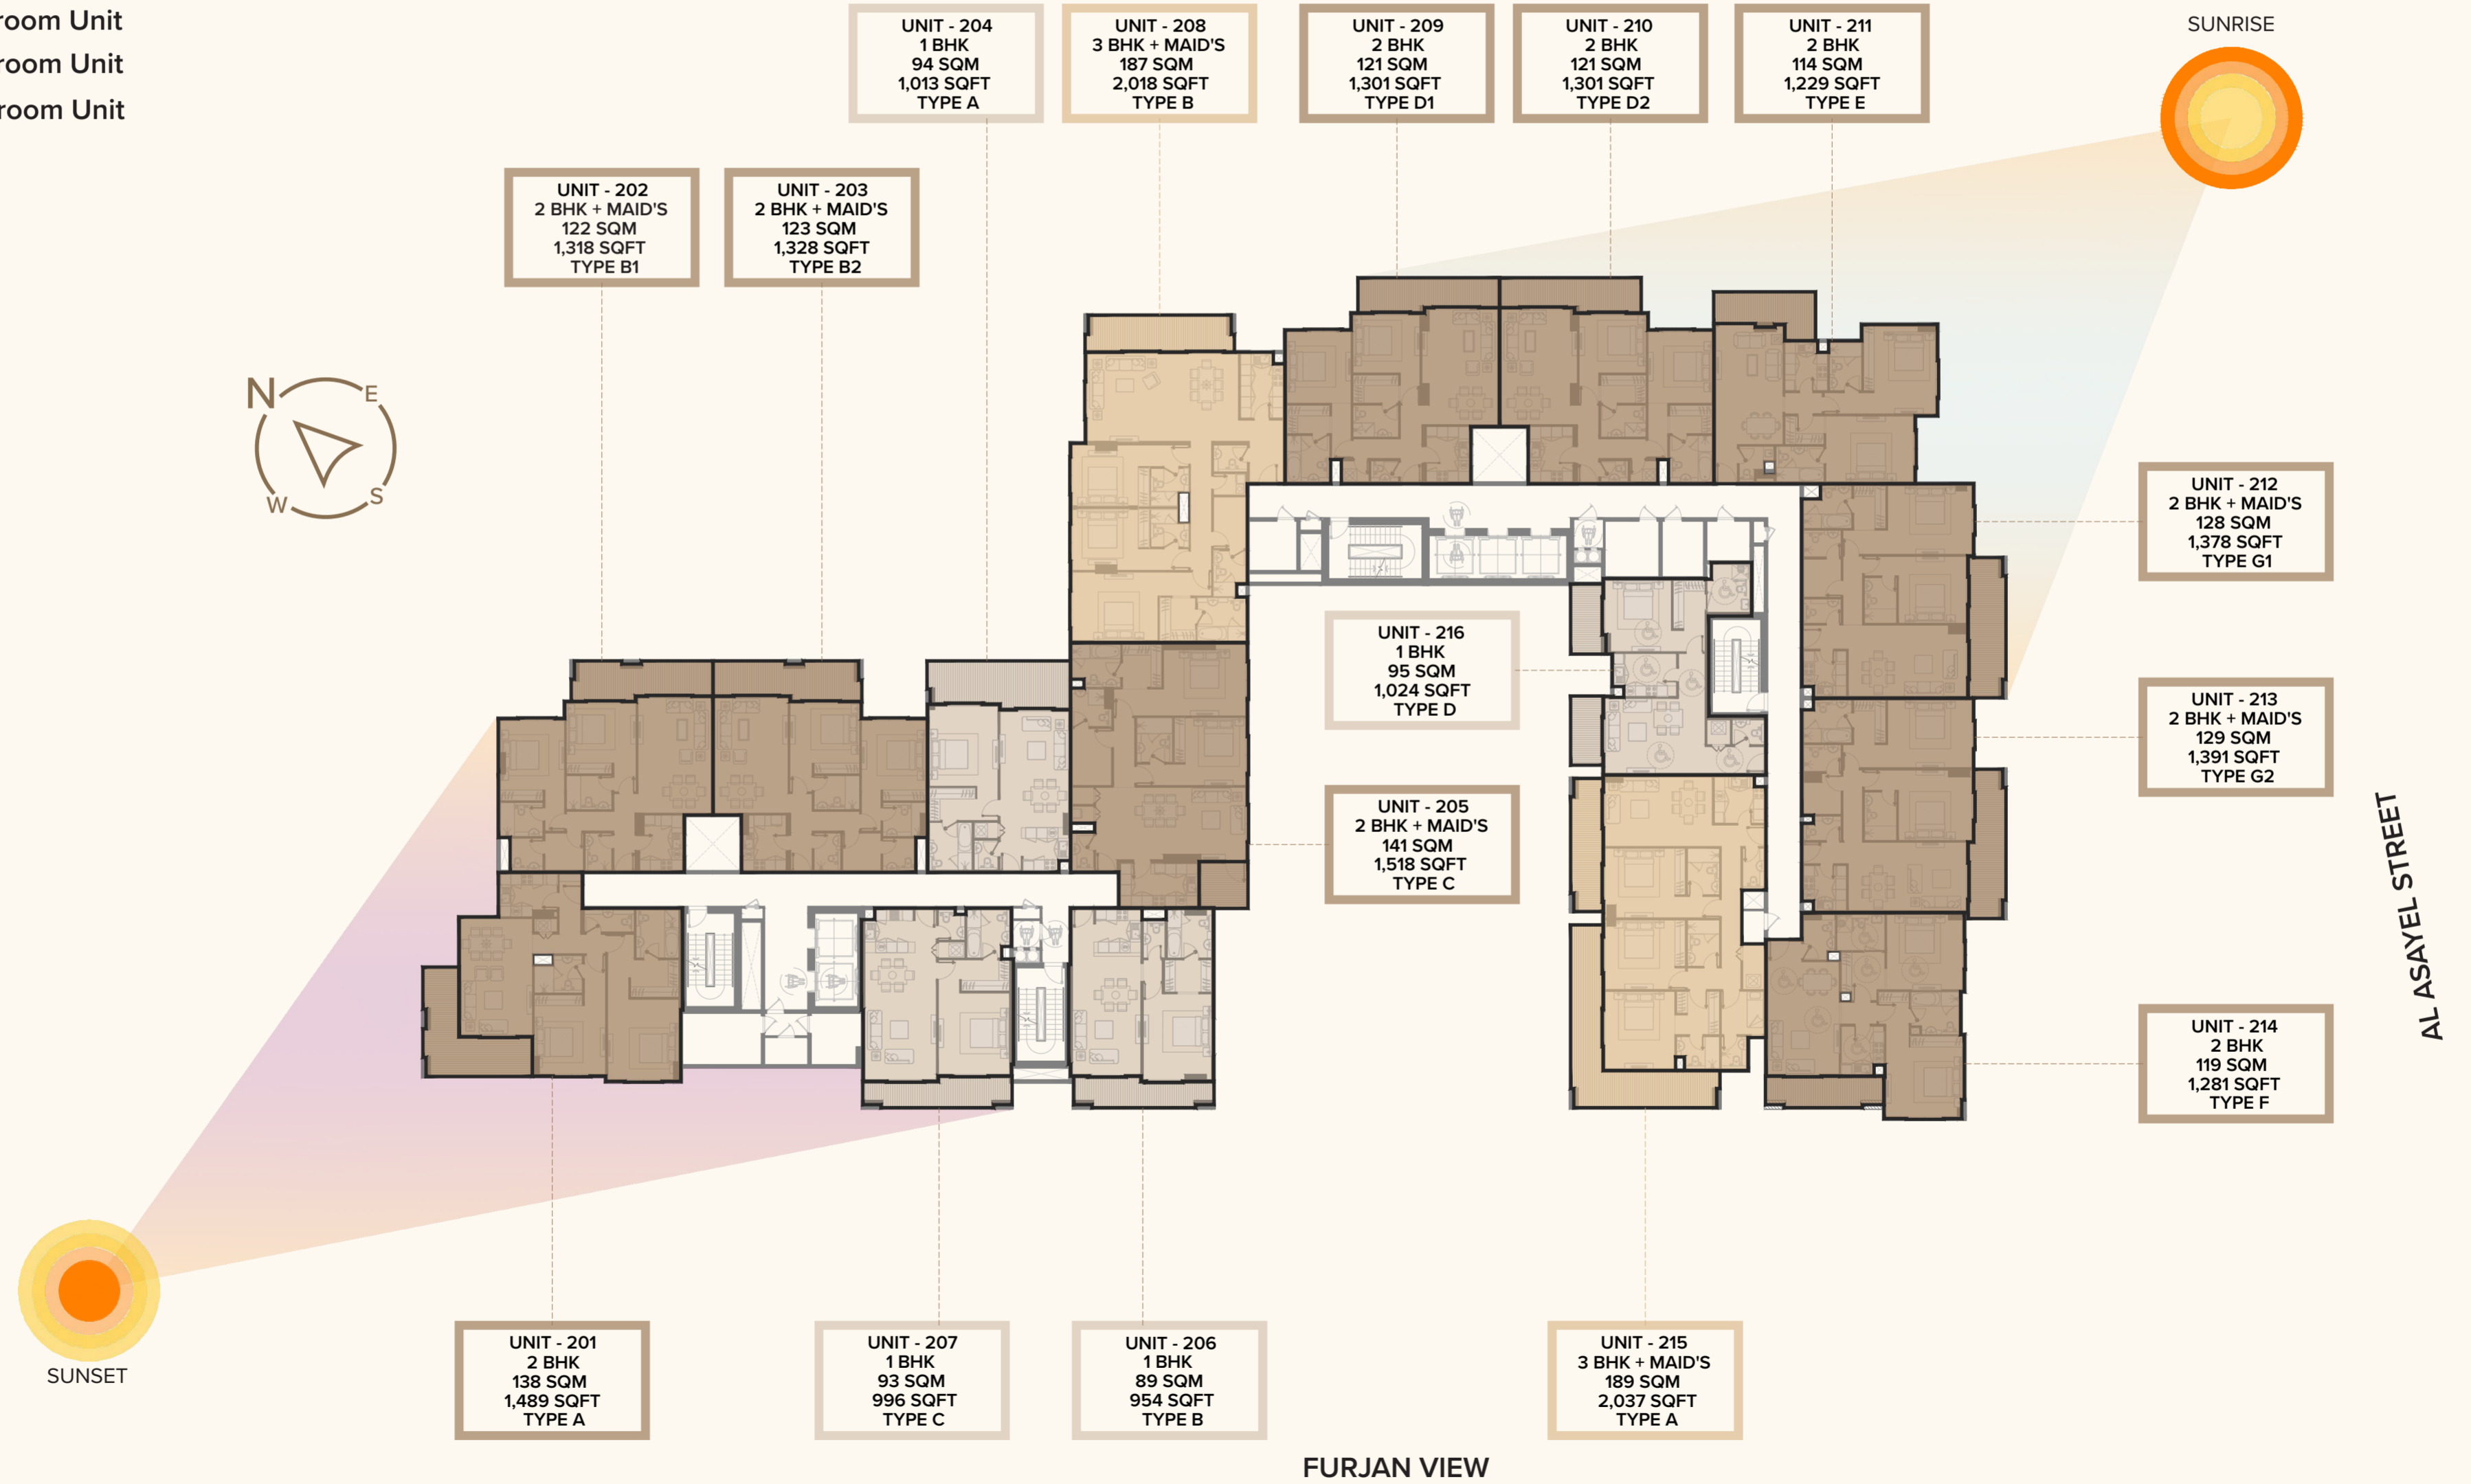 room Unit
room Unit
room Unit
UNIT - 204
1 BHK
94 SQM
1,013 SQFT
TYPE A
UNIT - 208
3 BHK + MAID'S
187 SQM
2,018 SQFT
TYPE B
UNIT - 209
2 BHK
121 SQM
1,301 SQFT
TYPE D1
UNIT - 210
2 BHK
121 SQM
1,301 SQFT
TYPE D2
UNIT - 211
2 BHK
114 SQM
1,229 SQFT
TYPE E
SUNRISE
UNIT - 202
2 BHK + MAID'S
122 SQM
1,318 SQFT
TYPE B1
UNIT - 203
2 BHK + MAID'S
123 SQM
1,328 SQFT
TYPE B2
N
E
S
W
UNIT - 212
2 BHK + MAID'S
128 SQM
1,378 SQFT
TYPE G1
UNIT - 216
1 BHK
95 SQM
1,024 SQFT
TYPE D
UNIT - 213
2 BHK + MAID'S
129 SQM
1,391 SQFT
TYPE G2
UNIT - 205
2 BHK + MAID'S
141 SQM
1,518 SQFT
TYPE C
AL ASAYEL STREET
UNIT - 214
2 BHK
119 SQM
1,281 SQFT
TYPE F
SUNSET
UNIT - 201
2 BHK
138 SQM
1,489 SQFT
TYPE A
UNIT - 207
1 BHK
93 SQM
996 SQFT
TYPE C
UNIT - 206
1 BHK
89 SQM
954 SQFT
TYPE B
UNIT - 215
3 BHK + MAID'S
189 SQM
2,037 SQFT
TYPE A
FURJAN VIEW